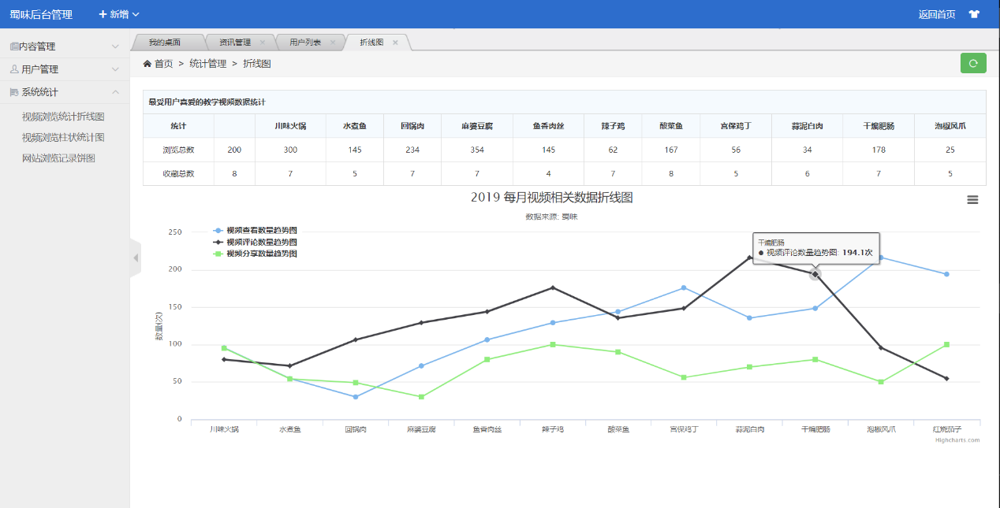 蜀味后台管理 新增 返回首页
我的桌面 资讯管理 用户列表 折线图
内容管理
用户管理
系统统计
视频浏览统计折线图
视频浏览柱状统计图
网站浏览记录饼图
首页 > 统计管理 > 折线图
最受用户喜爱的教学视频数据统计
统计 川味火锅 水煮鱼 回锅肉 麻婆豆腐 鱼香肉丝 辣子鸡 酸菜鱼 宫保鸡丁 蒜泥白肉 干煸肥肠 泡椒凤爪
浏览总数 200 300 145 234 354 145 62 167 56 34 178 25
收藏总数 8 7 5 7 7 4 7 8 5 6 7 5
2019 每月视频相关数据折线图
数据来源: 蜀味
视频查看数量趋势图
视频评论数量趋势图
视频分享数量趋势图
干煸肥肠
视频评论数量趋势图: 194.1次
数量(次)
250
200
150
100
50
0
川味火锅 水煮鱼 回锅肉 麻婆豆腐 鱼香肉丝 辣子鸡 酸菜鱼 宫保鸡丁 蒜泥白肉 干煸肥肠 泡椒凤爪 红烧茄子
Highcharts.com